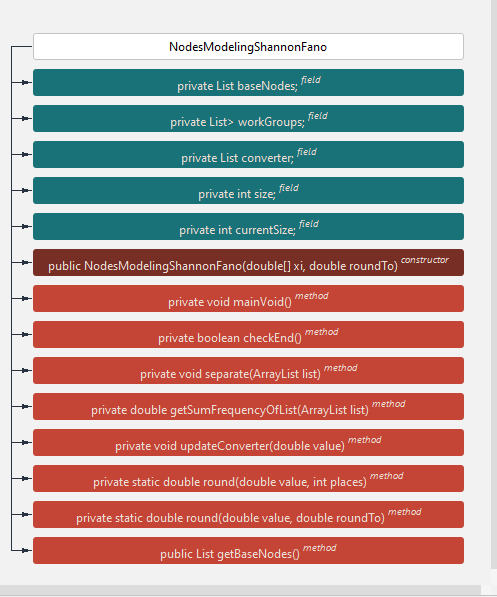 NodesModelingShannonFano
private List baseNodes; field
private List> workGroups; field
private List converter; field
private int size; field
private int currentSize; field
public NodesModelingShannonFano(double[] xi, double roundTo) constructor
private void mainVoid() method
private boolean checkEnd() method
private void separate(ArrayList list) method
private double getSumFrequencyOfList(ArrayList list) method
private void updateConverter(double value) method
private static double round(double value, int places) method
private static double round(double value, double roundTo) method
public List getBaseNodes() method